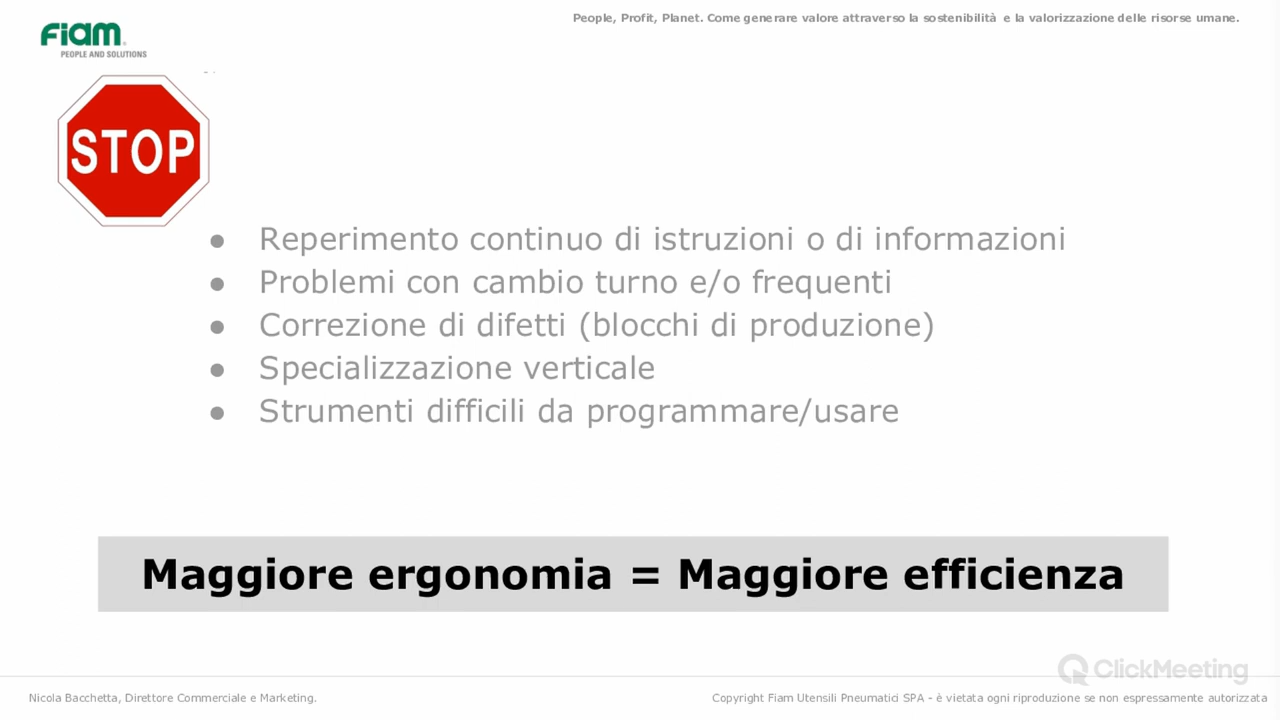 People, Profit, Planet. Come generare valore attraverso la sostenibilità e la valorizzazione delle risorse umane.
Fiam
PEOPLE AND SOLUTIONS
STOP
● Reperimento continuo di istruzioni o di informazioni
● Problemi con cambio turno e/o frequenti
● Correzione di difetti (blocchi di produzione)
● Specializzazione verticale
● Strumenti difficili da programmare/usare
Maggiore ergonomia = Maggiore efficienza
ClickMeeting
Nicola Bacchetta, Direttore Commerciale e Marketing.
Copyright Fiam Utensili Pneumatici SPA - è vietata ogni riproduzione se non espressamente autorizzata